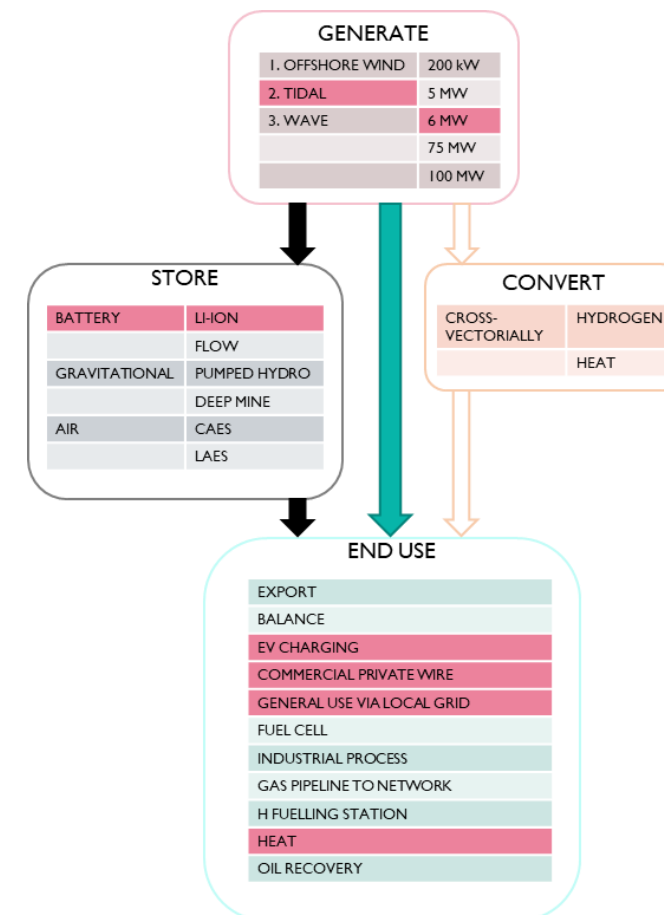 GENERATE
1. OFFSHORE WIND 200 kW
2. TIDAL 5 MW
3. WAVE 6 MW
75 MW
100 MW
STORE
BATTERY LI-ION
FLOW
GRAVITATIONAL PUMPED HYDRO
DEEP MINE
AIR CAES
LAES
CONVERT
CROSS- HYDROGEN
VECTORIALLY
HEAT
END USE
EXPORT
BALANCE
EV CHARGING
COMMERCIAL PRIVATE WIRE
GENERAL USE VIA LOCAL GRID
FUEL CELL
INDUSTRIAL PROCESS
GAS PIPELINE TO NETWORK
H FUELLING STATION
HEAT
OIL RECOVERY